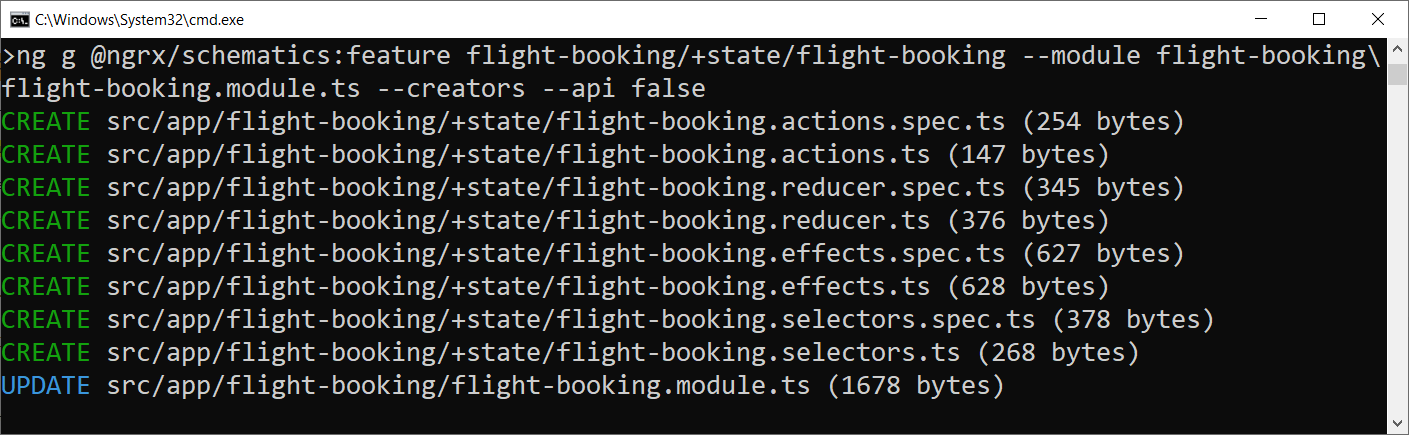 C:\Windows\System32\cmd.exe
>ng g @ngrx/schematics:feature flight-booking/+state/flight-booking --module flight-booking\
flight-booking.module.ts --creators --api false
CREATE src/app/flight-booking/+state/flight-booking.actions.spec.ts (254 bytes)
CREATE src/app/flight-booking/+state/flight-booking.actions.ts (147 bytes)
CREATE src/app/flight-booking/+state/flight-booking.reducer.spec.ts (345 bytes)
CREATE src/app/flight-booking/+state/flight-booking.reducer.ts (376 bytes)
CREATE src/app/flight-booking/+state/flight-booking.effects.spec.ts (627 bytes)
CREATE src/app/flight-booking/+state/flight-booking.effects.ts (628 bytes)
CREATE src/app/flight-booking/+state/flight-booking.selectors.spec.ts (378 bytes)
CREATE src/app/flight-booking/+state/flight-booking.selectors.ts (268 bytes)
UPDATE src/app/flight-booking/flight-booking.module.ts (1678 bytes)